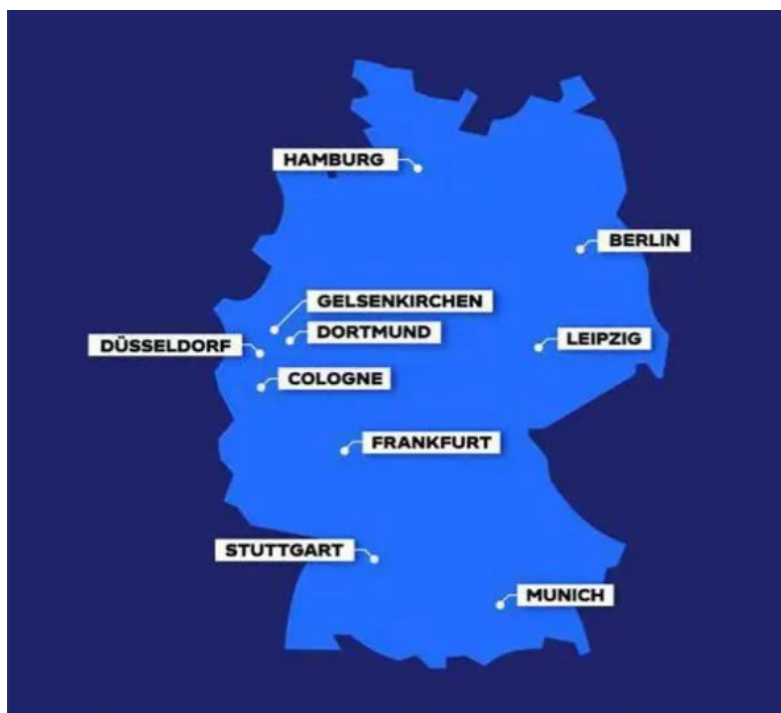 HAMBURG
BERLIN
GELSENKIRCHEN
DORTMUND
DÜSSELDORF
LEIPZIG
COLOGNE
FRANKFURT
STUTTGART
MUNICH